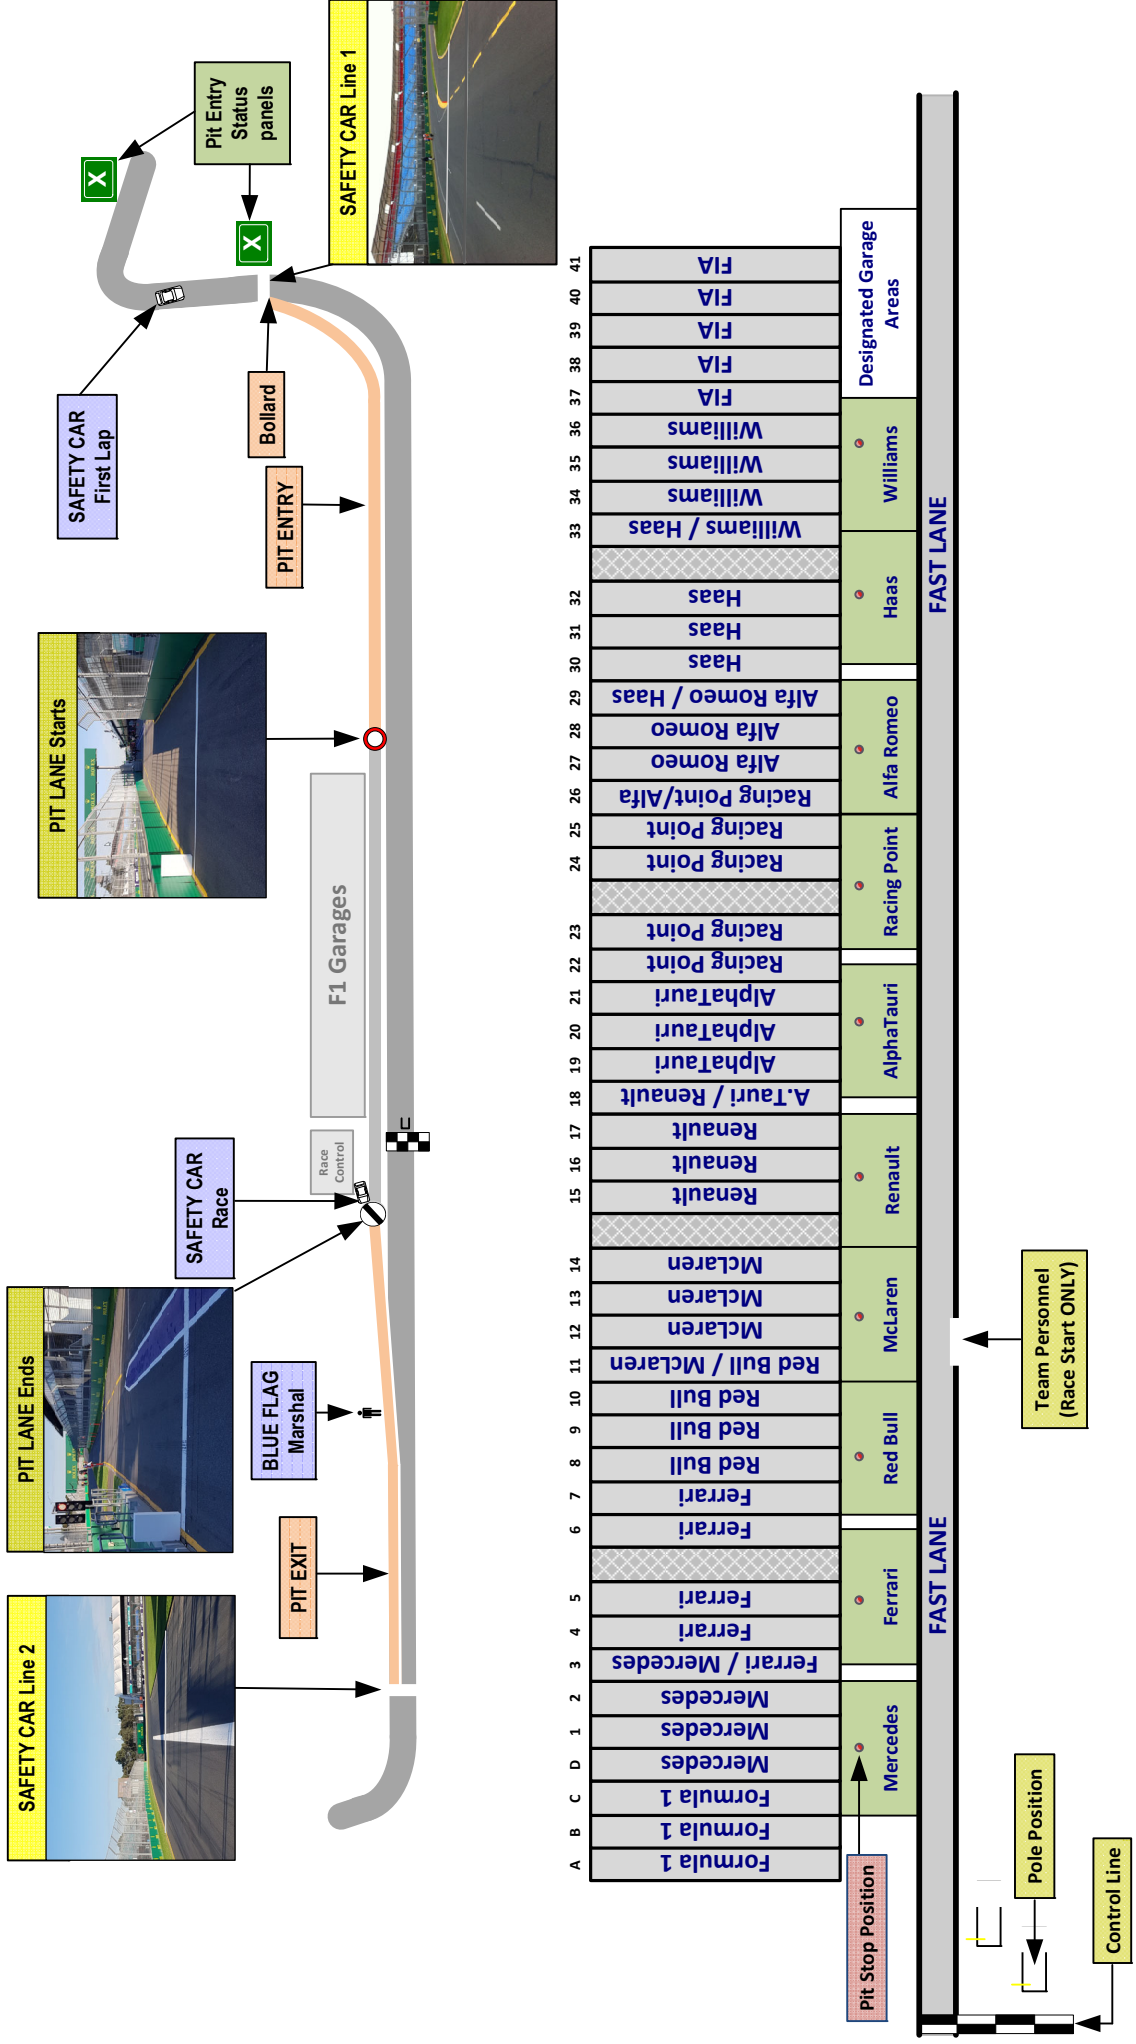 SAFETY CAR Line 2
PIT LANE Ends
PIT LANE Starts
SAFETY CAR
First Lap
Pit Entry
Status
panels
X
X
SAFETY CAR Line 1
SAFETY CAR
Race
BLUE FLAG
Marshal
PIT EXIT
PIT ENTRY
Bollard
Race
Control
F1 Garages
A
B
C
D
1
2
3
4
5
6
7
8
9
10
11
12
13
14
15
16
17
18
19
20
21
22
23
24
25
26
27
28
29
30
31
32
33
34
35
36
37
38
39
40
41
Formula 1
Formula 1
Formula 1
Mercedes
Mercedes
Mercedes
Ferrari / Mercedes
Ferrari
Ferrari
Ferrari
Ferrari
Red Bull
Red Bull
Red Bull
Red Bull / McLaren
McLaren
McLaren
McLaren
Renault
Renault
Renault
A.Tauri / Renault
AlphaTauri
AlphaTauri
AlphaTauri
Racing Point
Racing Point
Racing Point
Racing Point
Racing Point/Alfa
Alfa Romeo
Alfa Romeo
Alfa Romeo / Haas
Haas
Haas
Haas
Williams / Haas
Williams
Williams
Williams
FIA
FIA
FIA
FIA
FIA
Pit Stop Position
Mercedes
Ferrari
Red Bull
McLaren
Renault
AlphaTauri
Racing Point
Alfa Romeo
Haas
Williams
Designated Garage
Areas
FAST LANE
FAST LANE
Pole Position
Team Personnel
(Race Start ONLY)
Control Line